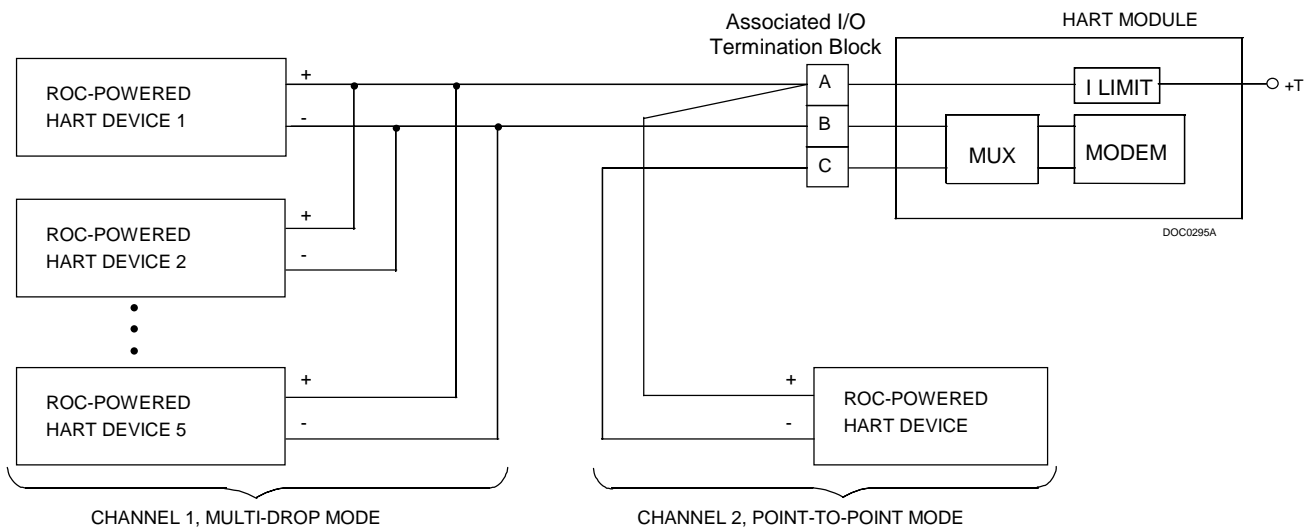 Associated I/O
Termination Block
HART MODULE
ROC-POWERED
HART DEVICE 1
+
-
A
B
C
I LIMIT
+T
MUX
MODEM
DOC0295A
ROC-POWERED
HART DEVICE 2
+
-
ROC-POWERED
HART DEVICE 5
+
-
+
-
ROC-POWERED
HART DEVICE
CHANNEL 1, MULTI-DROP MODE
CHANNEL 2, POINT-TO-POINT MODE